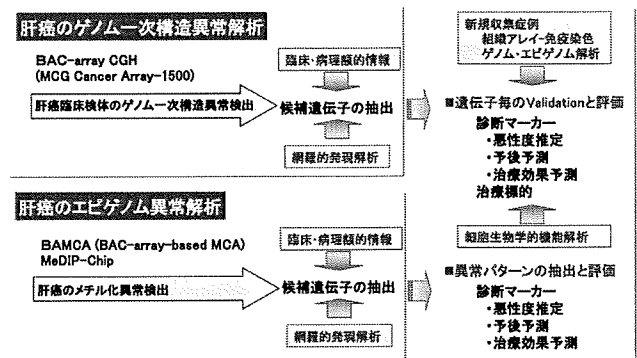 肝癌のゲノム一次構造異常解析
BAC-array CGH
(MCG Cancer Array-1500)
肝癌臨床検体のゲノム一次構造異常検出
臨床・病理額的情報
候補遺伝子の抽出
網羅的発現解析
肝癌のエピゲノム異常解析
BAMCA (BAC-array-based MCA)
MeDIP-Chip
肝癌のメチル化異常検出
臨床・病理額的情報
候補遺伝子の抽出
網羅的発現解析
新規収集症例
組織アレイ-免疫染色
ゲノム・エピゲノム解析
■遺伝子毎のValidationと評価
診断マーカー
・悪性度推定
・予後予測
・治療効果予測
治療標的
細胞生物学的機能解析
■異常パターンの抽出と評価
診断マーカー
・悪性度推定
・予後予測
・治療効果予測